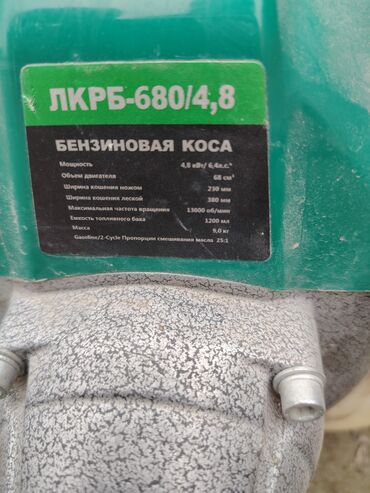 ЛКРБ-680/4,8
БЕНЗИНОВАЯ КОСА
Мощность 4,8 кВт/ 6,4л.с.*
Объем двигателя 68 см³
Ширина кошения ножом 230 мм
Ширина кошения леской 380 мм
Максимальная частота вращения 13000 об/мин
Емкость топливного бака 1200 мл
Масса 9,0 кг
Gasoline/2-Cycle Пропорции смешивания масла 25:1